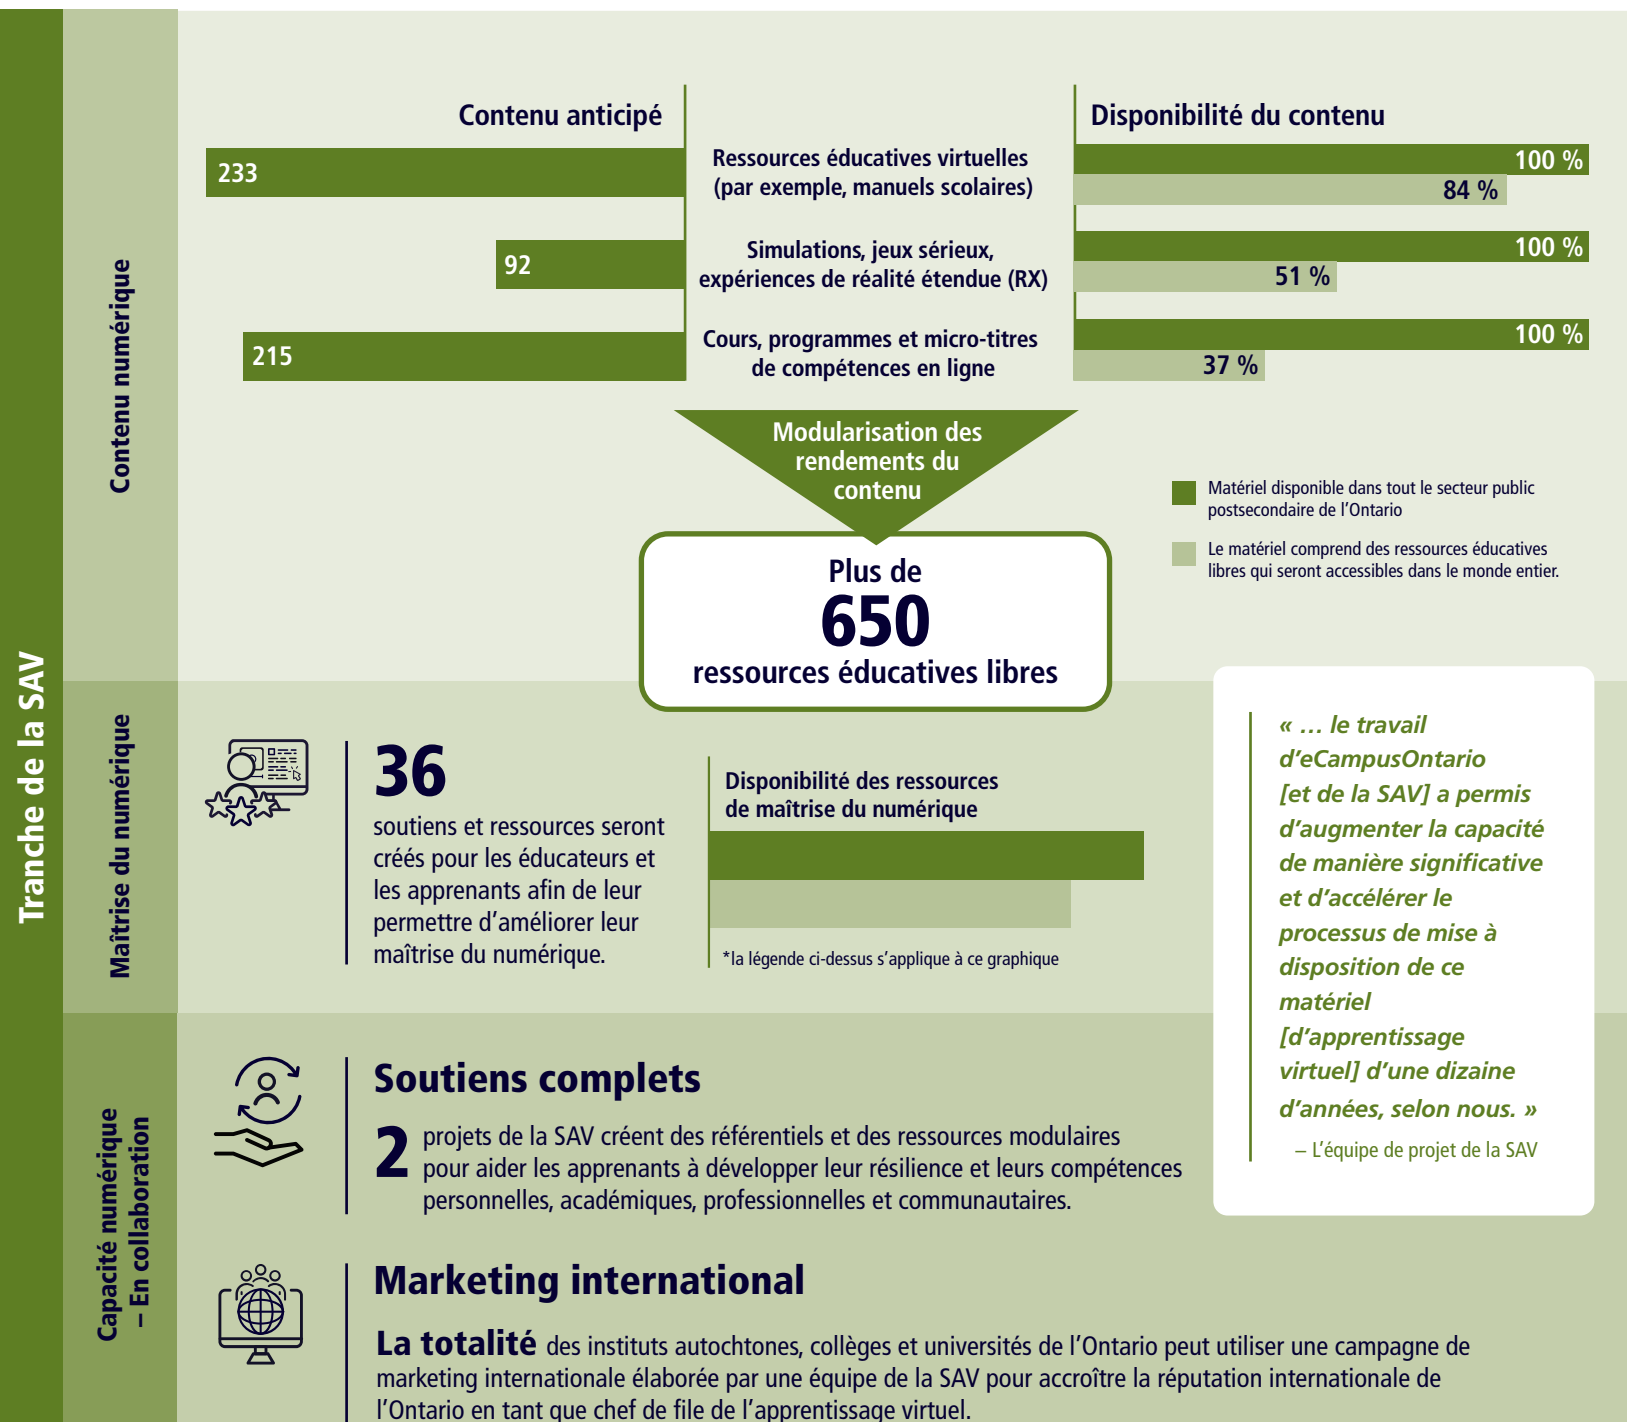 Tranche de la SAV
Contenu numérique
Contenu anticipé
Disponibilité du contenu
233
Ressources éducatives virtuelles
(par exemple, manuels scolaires)
100 %
84 %
92
Simulations, jeux sérieux,
expériences de réalité étendue (RX)
100 %
51 %
215
Cours, programmes et micro-titres
de compétences en ligne
100 %
37 %
Modularisation des
rendements du
contenu
Plus de
650
ressources éducatives libres
Matériel disponible dans tout le secteur public
postsecondaire de l’Ontario
Le matériel comprend des ressources éducatives
libres qui seront accessibles dans le monde entier.
Maîtrise du numérique
36
soutiens et ressources seront
créés pour les éducateurs et
les apprenants afin de leur
permettre d’améliorer leur
maîtrise du numérique.
Disponibilité des ressources
de maîtrise du numérique
*la légende ci-dessus s’applique à ce graphique
« … le travail
d’eCampusOntario
[et de la SAV] a permis
d’augmenter la capacité
de manière significative
et d’accélérer le
processus de mise à
disposition de ce
matériel
[d’apprentissage
virtuel] d’une dizaine
d’années, selon nous. »
– L’équipe de projet de la SAV
Capacité numérique
– En collaboration
Soutiens complets
2 projets de la SAV créent des référentiels et des ressources modulaires
pour aider les apprenants à développer leur résilience et leurs compétences
personnelles, académiques, professionnelles et communautaires.
Marketing international
La totalité des instituts autochtones, collèges et universités de l’Ontario peut utiliser une campagne de
marketing internationale élaborée par une équipe de la SAV pour accroître la réputation internationale de
l’Ontario en tant que chef de file de l’apprentissage virtuel.